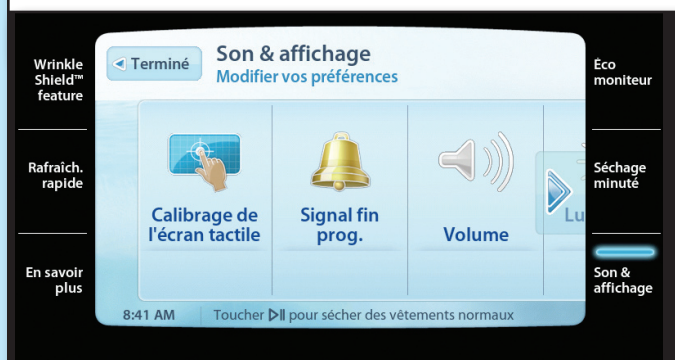 Wrinkle
Shield™
feature
Rafraîch.
rapide
En savoir
plus
Terminé
Son & affichage
Modifier vos préférences
Calibrage de
l'écran tactile
Signal fin
prog.
Volume
Lu
8:41 AM
Toucher pour sécher des vêtements normaux
Éco
moniteur
Séchage
minuté
Son &
affichage